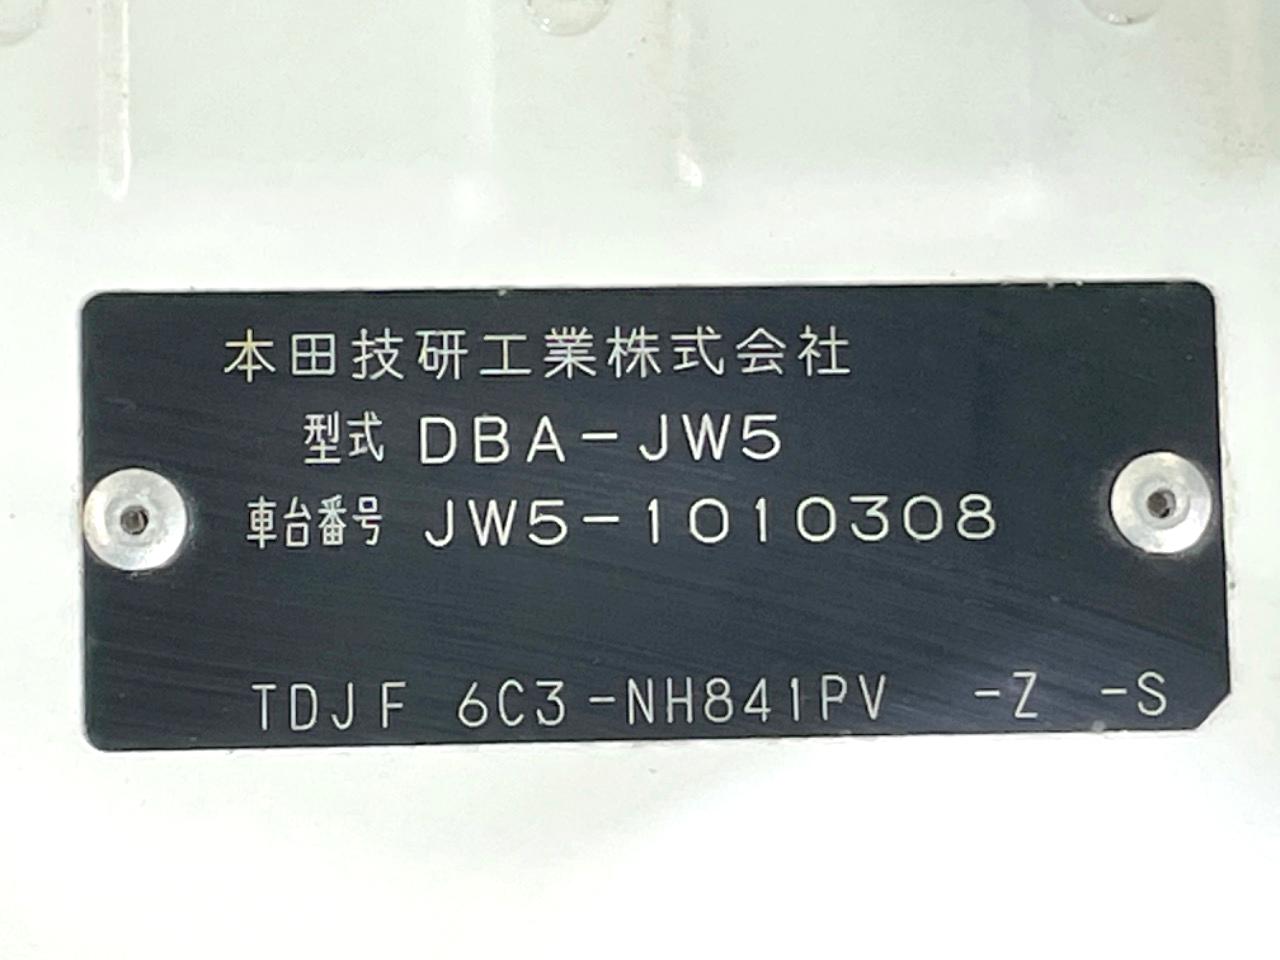 本田技研工業株式会社
型式 DBA-JW5
車台番号 JW5-1010308
TDJF 6C3-NH841PV -Z -S